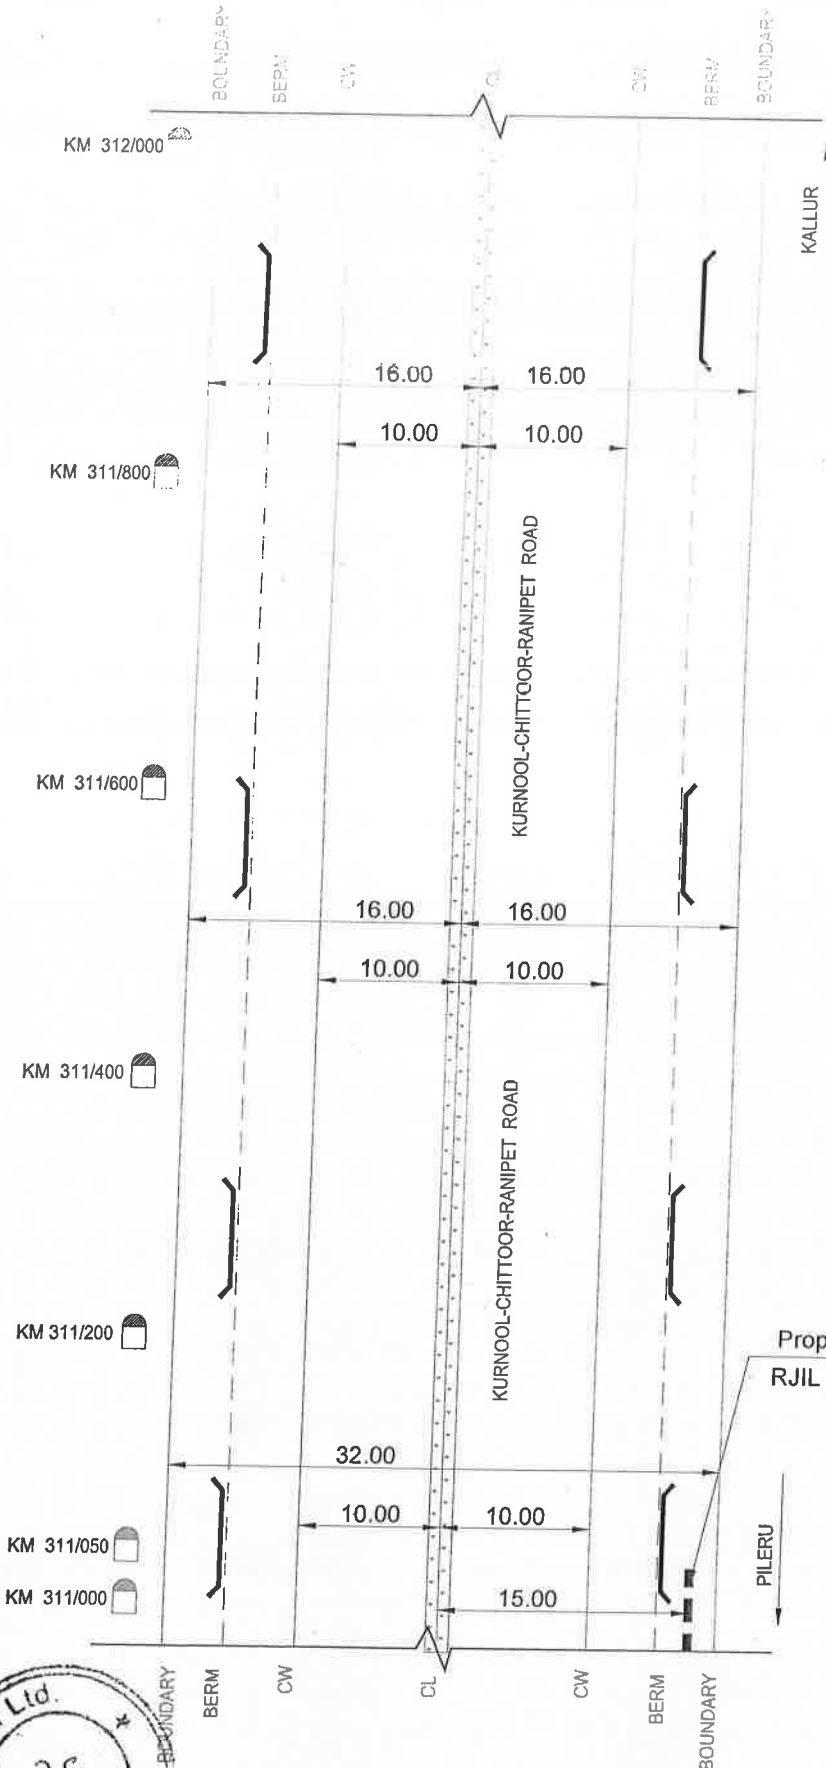 BOUNDARY
BERM
CW
CL
CW
BERM
BOUNDARY
KM 312/000
KALLUR
16.00 16.00
10.00 10.00
KM 311/800
KURNOOL-CHITTOOR-RANIPET ROAD
KM 311/600
16.00 16.00
10.00 10.00
KM 311/400
KURNOOL-CHITTOOR-RANIPET ROAD
KM 311/200
Prop
RJIL
32.00
10.00 10.00
KM 311/050
PILERU
KM 311/000
15.00
BOUNDARY
BERM
CW
CL
CW
BERM
BOUNDARY
Ltd.